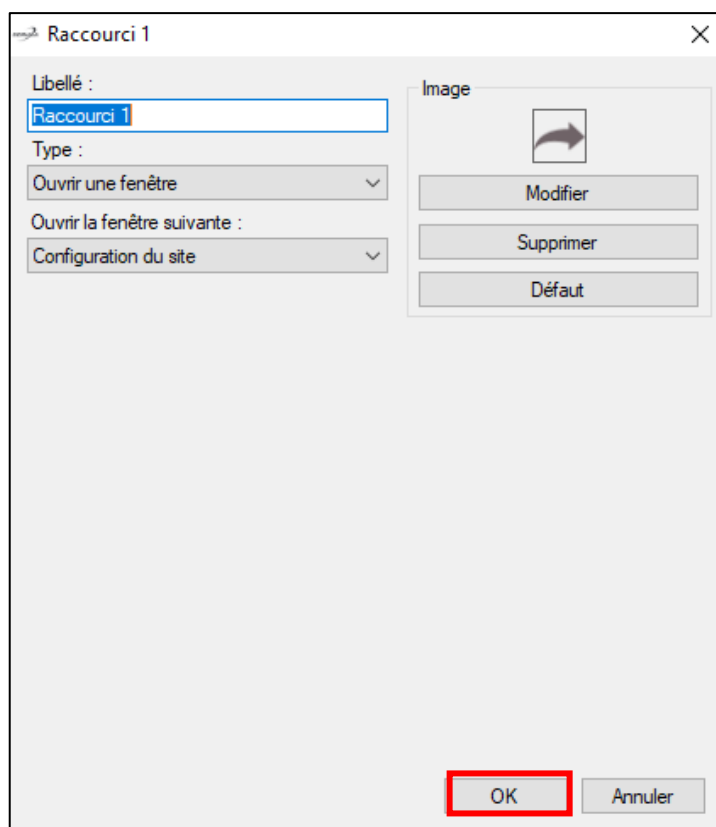 Raccourci 1
Libellé :
Raccourci 1
Type :
Ouvrir une fenêtre
Ouvrir la fenêtre suivante :
Configuration du site
Image
Modifier
Supprimer
Défaut
OK
Annuler